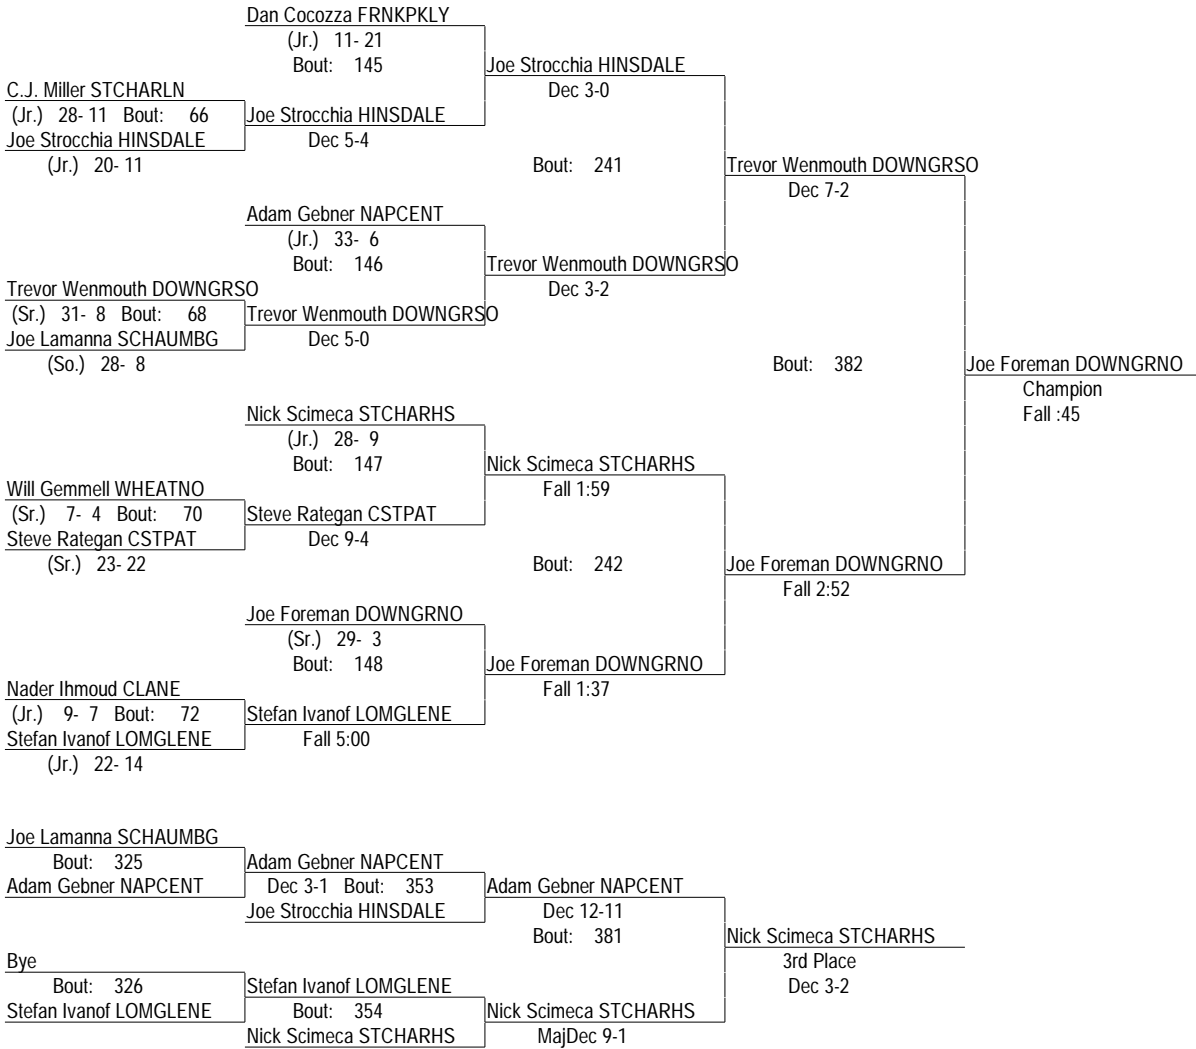 Dan Cocozza FRNKPKLY
(Jr.) 11- 21
Bout: 145
Joe Strocchia HINSDALE
C.J. Miller STCHARLN
Dec 3-0
(Jr.) 28- 11 Bout: 66
Joe Strocchia HINSDALE
Joe Strocchia HINSDALE
Dec 5-4
(Jr.) 20- 11
Bout: 241
Trevor Wenmouth DOWNGRSO
Dec 7-2
Adam Gebner NAPCENT
(Jr.) 33- 6
Bout: 146
Trevor Wenmouth DOWNGRSO
Trevor Wenmouth DOWNGRSO
Dec 3-2
(Sr.) 31- 8 Bout: 68
Trevor Wenmouth DOWNGRSO
Joe Lamanna SCHAUMBG
Dec 5-0
(So.) 28- 8
Bout: 382
Joe Foreman DOWNGRNO
Champion
Fall :45
Nick Scimeca STCHARHS
(Jr.) 28- 9
Bout: 147
Nick Scimeca STCHARHS
Will Gemmell WHEATNO
Fall 1:59
(Sr.) 7- 4 Bout: 70
Steve Rategan CSTPAT
Steve Rategan CSTPAT
Dec 9-4
(Sr.) 23- 22
Bout: 242
Joe Foreman DOWNGRNO
Fall 2:52
Joe Foreman DOWNGRNO
(Sr.) 29- 3
Bout: 148
Joe Foreman DOWNGRNO
Nader Ihmoud CLANE
Fall 1:37
(Jr.) 9- 7 Bout: 72
Stefan Ivanof LOMGLENE
Stefan Ivanof LOMGLENE
Fall 5:00
(Jr.) 22- 14
Joe Lamanna SCHAUMBG
Bout: 325
Adam Gebner NAPCENT
Adam Gebner NAPCENT
Dec 3-1 Bout: 353
Adam Gebner NAPCENT
Joe Strocchia HINSDALE
Dec 12-11
Bout: 381
Nick Scimeca STCHARHS
Bye
3rd Place
Bout: 326
Stefan Ivanof LOMGLENE
Dec 3-2
Stefan Ivanof LOMGLENE
Bout: 354
Nick Scimeca STCHARHS
Nick Scimeca STCHARHS
MajDec 9-1